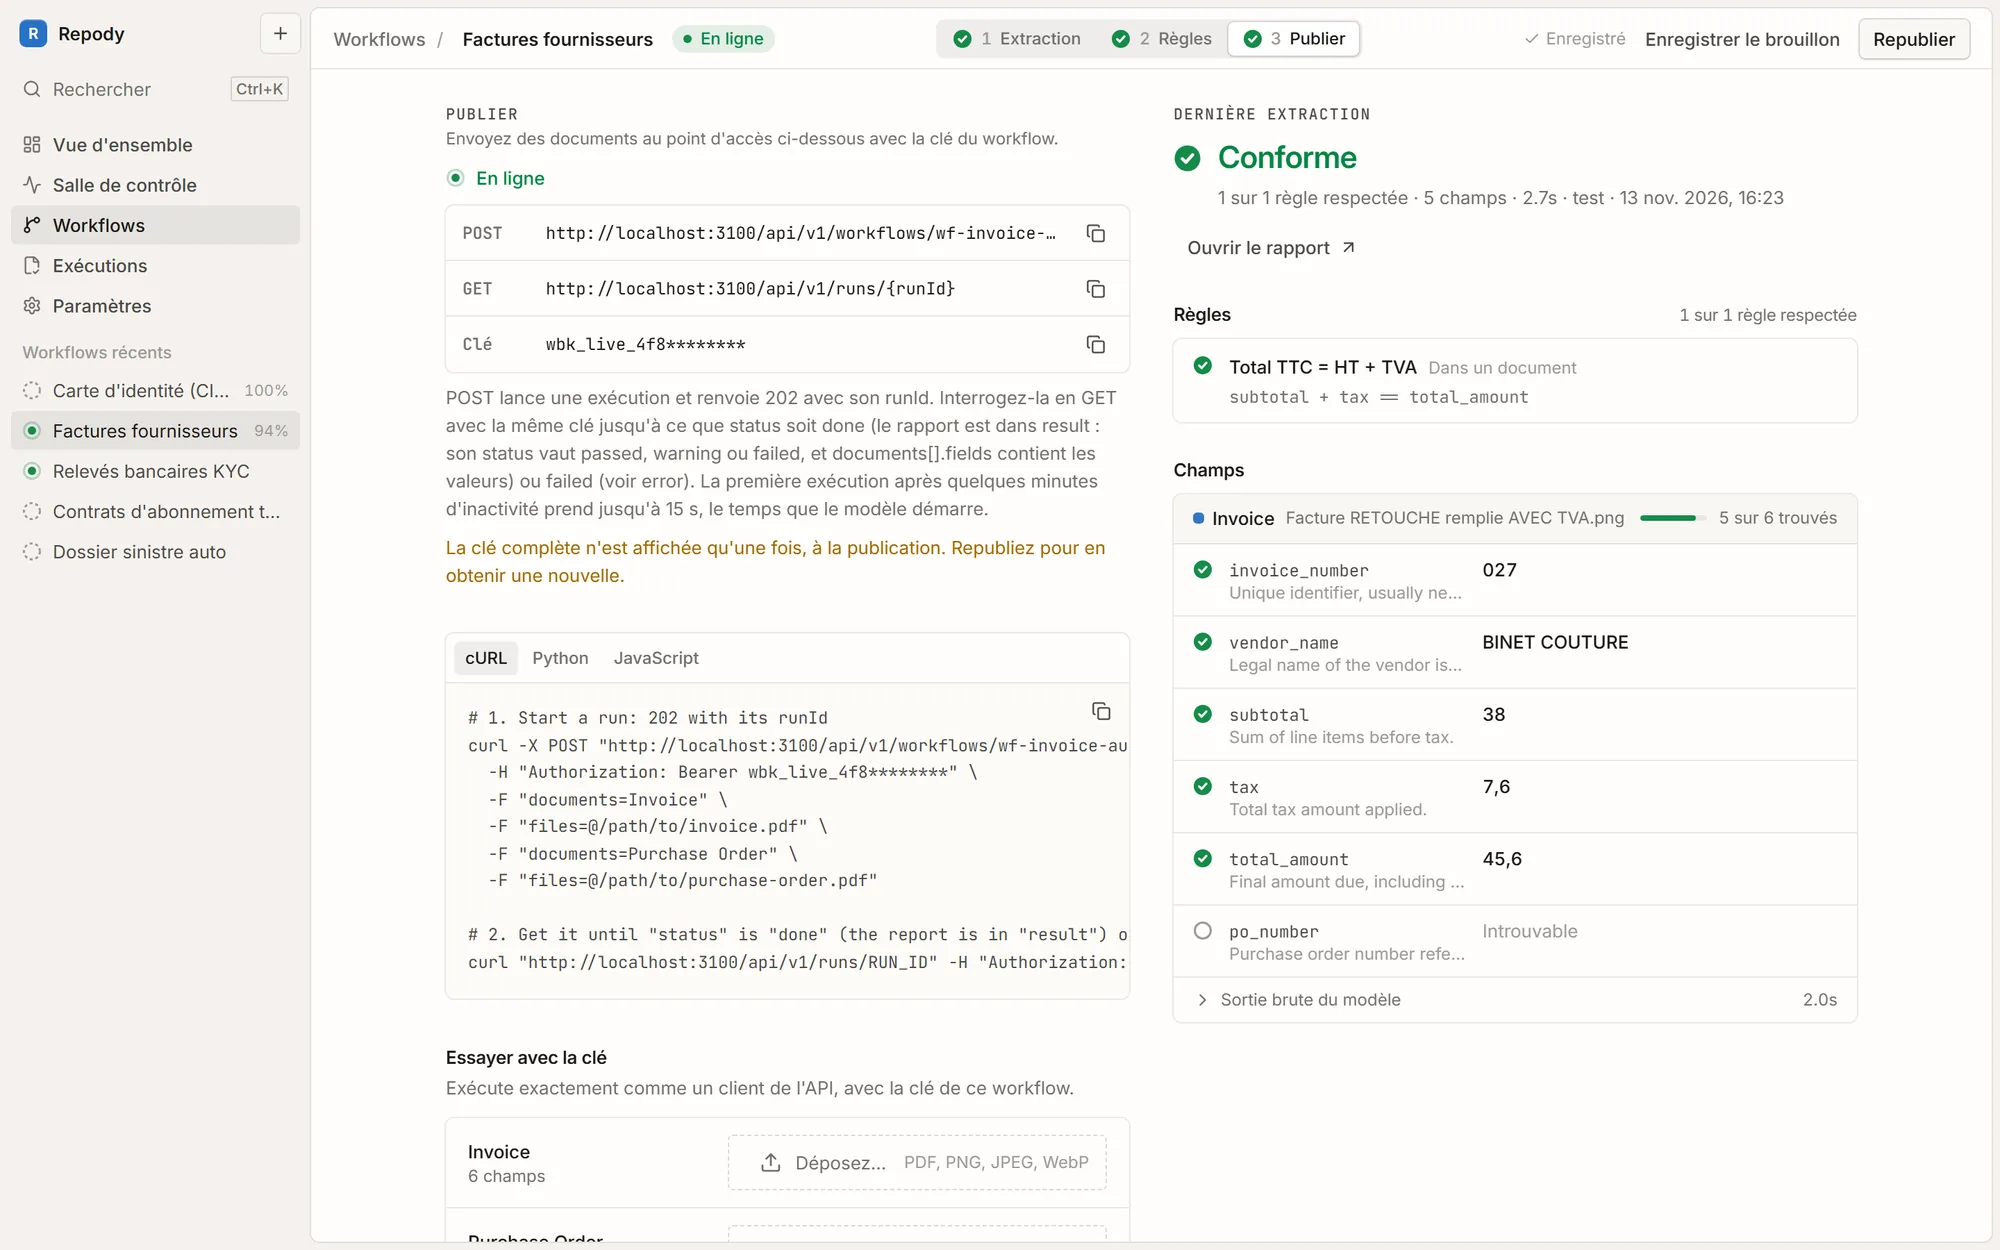 R Repody
+
Rechercher Ctrl+K
Vue d'ensemble
Salle de contrôle
Workflows
Exécutions
Paramètres
Workflows récents
Carte d'identité (CI... 100%
Factures fournisseurs 94%
Relevés bancaires KYC
Contrats d'abonnement t...
Dossier sinistre auto
Workflows / Factures fournisseurs En ligne
1 Extraction 2 Règles 3 Publier
Enregistré Enregistrer le brouillon Republier
PUBLIER
Envoyez des documents au point d'accès ci-dessous avec la clé du workflow.
En ligne
POST http://localhost:3100/api/v1/workflows/wf-invoice-…
GET http://localhost:3100/api/v1/runs/{runId}
Clé wbk_live_4f8********
POST lance une exécution et renvoie 202 avec son runId. Interrogez-la en GET
avec la même clé jusqu'à ce que status soit done (le rapport est dans result :
son status vaut passed, warning ou failed, et documents[].fields contient les
valeurs) ou failed (voir error). La première exécution après quelques minutes
d'inactivité prend jusqu'à 15 s, le temps que le modèle démarre.
La clé complète n'est affichée qu'une fois, à la publication. Republiez pour en
obtenir une nouvelle.
cURL Python JavaScript
# 1. Start a run: 202 with its runId
curl -X POST "http://localhost:3100/api/v1/workflows/wf-invoice-au
-H "Authorization: Bearer wbk_live_4f8********" \
-F "documents=Invoice" \
-F "files=@/path/to/invoice.pdf" \
-F "documents=Purchase Order" \
-F "files=@/path/to/purchase-order.pdf"
# 2. Get it until "status" is "done" (the report is in "result") o
curl "http://localhost:3100/api/v1/runs/RUN_ID" -H "Authorization:
Essayer avec la clé
Exécute exactement comme un client de l'API, avec la clé de ce workflow.
Invoice
6 champs
Déposez... PDF, PNG, JPEG, WebP
Purchase Order
DERNIÈRE EXTRACTION
Conforme
1 sur 1 règle respectée · 5 champs · 2.7s · test · 13 nov. 2026, 16:23
Ouvrir le rapport
Règles 1 sur 1 règle respectée
Total TTC = HT + TVA Dans un document
subtotal + tax == total_amount
Champs
Invoice Facture RETOUCHE remplie AVEC TVA.png 5 sur 6 trouvés
invoice_number 027
Unique identifier, usually ne...
vendor_name BINET COUTURE
Legal name of the vendor is...
subtotal 38
Sum of line items before tax.
tax 7,6
Total tax amount applied.
total_amount 45,6
Final amount due, including ...
po_number Introuvable
Purchase order number refe...
Sortie brute du modèle 2.0s